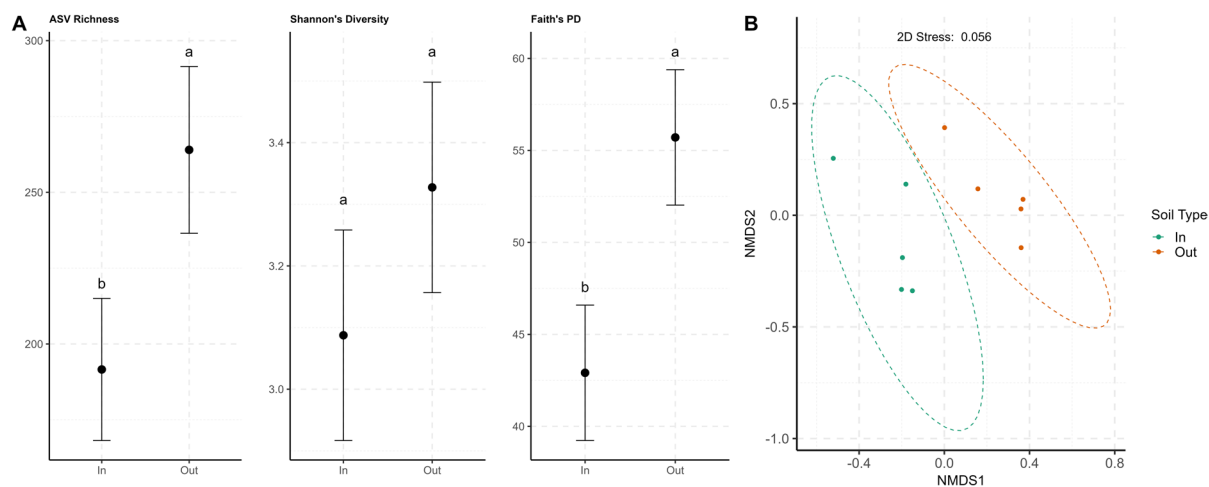 A
ASV Richness
300
250
200
b
a
In
Out
Shannon's Diversity
3.4
3.2
3.0
a
a
In
Out
Faith's PD
60
55
50
45
40
b
a
In
Out
B
2D Stress: 0.056
NMDS2
0.5
0.0
-0.5
-1.0
-0.4
0.0
0.4
0.8
NMDS1
Soil Type
In
Out